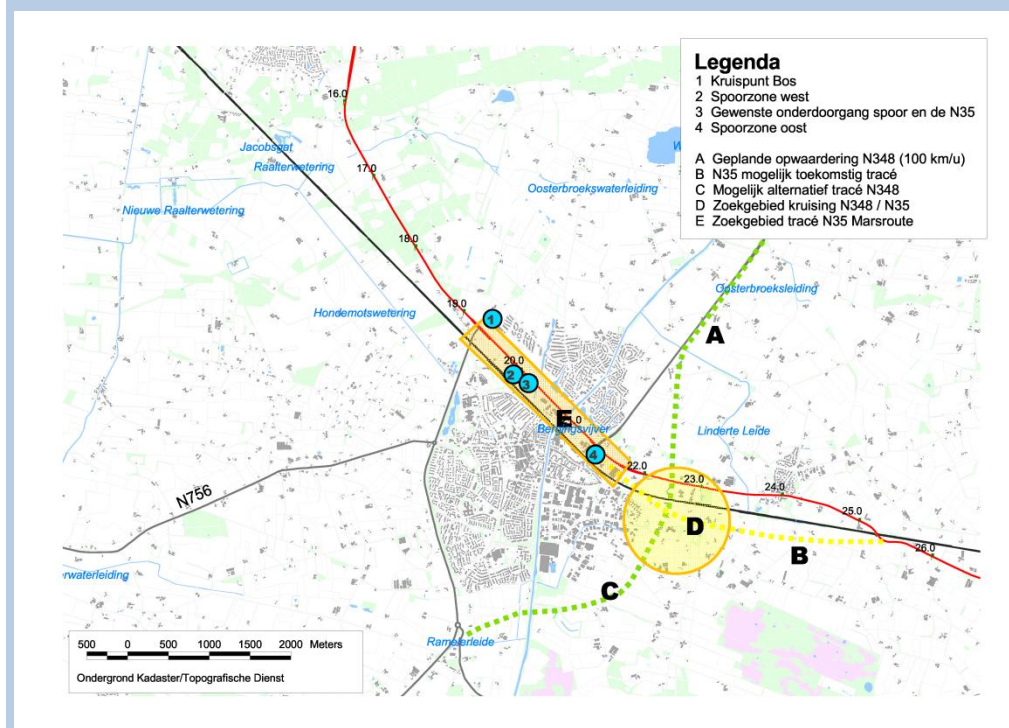 Legenda
1 Kruispunt Bos
2 Spoorzone west
3 Gewenste onderdoorgang spoor en de N35
4 Spoorzone oost
A Geplande opwaardering N348 (100 km/u)
B N35 mogelijk toekomstig tracé
C Mogelijk alternatief tracé N348
D Zoekgebied kruising N348 / N35
E Zoekgebied tracé N35 Marsroute
16.0
Jacobsgat
Raalterwetering
17.0
Oosterbroekswaterleiding
Nieuwe Raalterwetering
18.0
Oosterbroeksleiding
19.0
Hondemotswetering
1
A
20.0
2
3
E
Bergingsvijver
Linderte Leide
4
22.0
23.0
24.0
N756
25.0
D
B
26.0
erwaterleiding
C
Ramelerleide
500 0 500 1000 1500 2000 Meters
Ondergrond Kadaster/Topografische Dienst